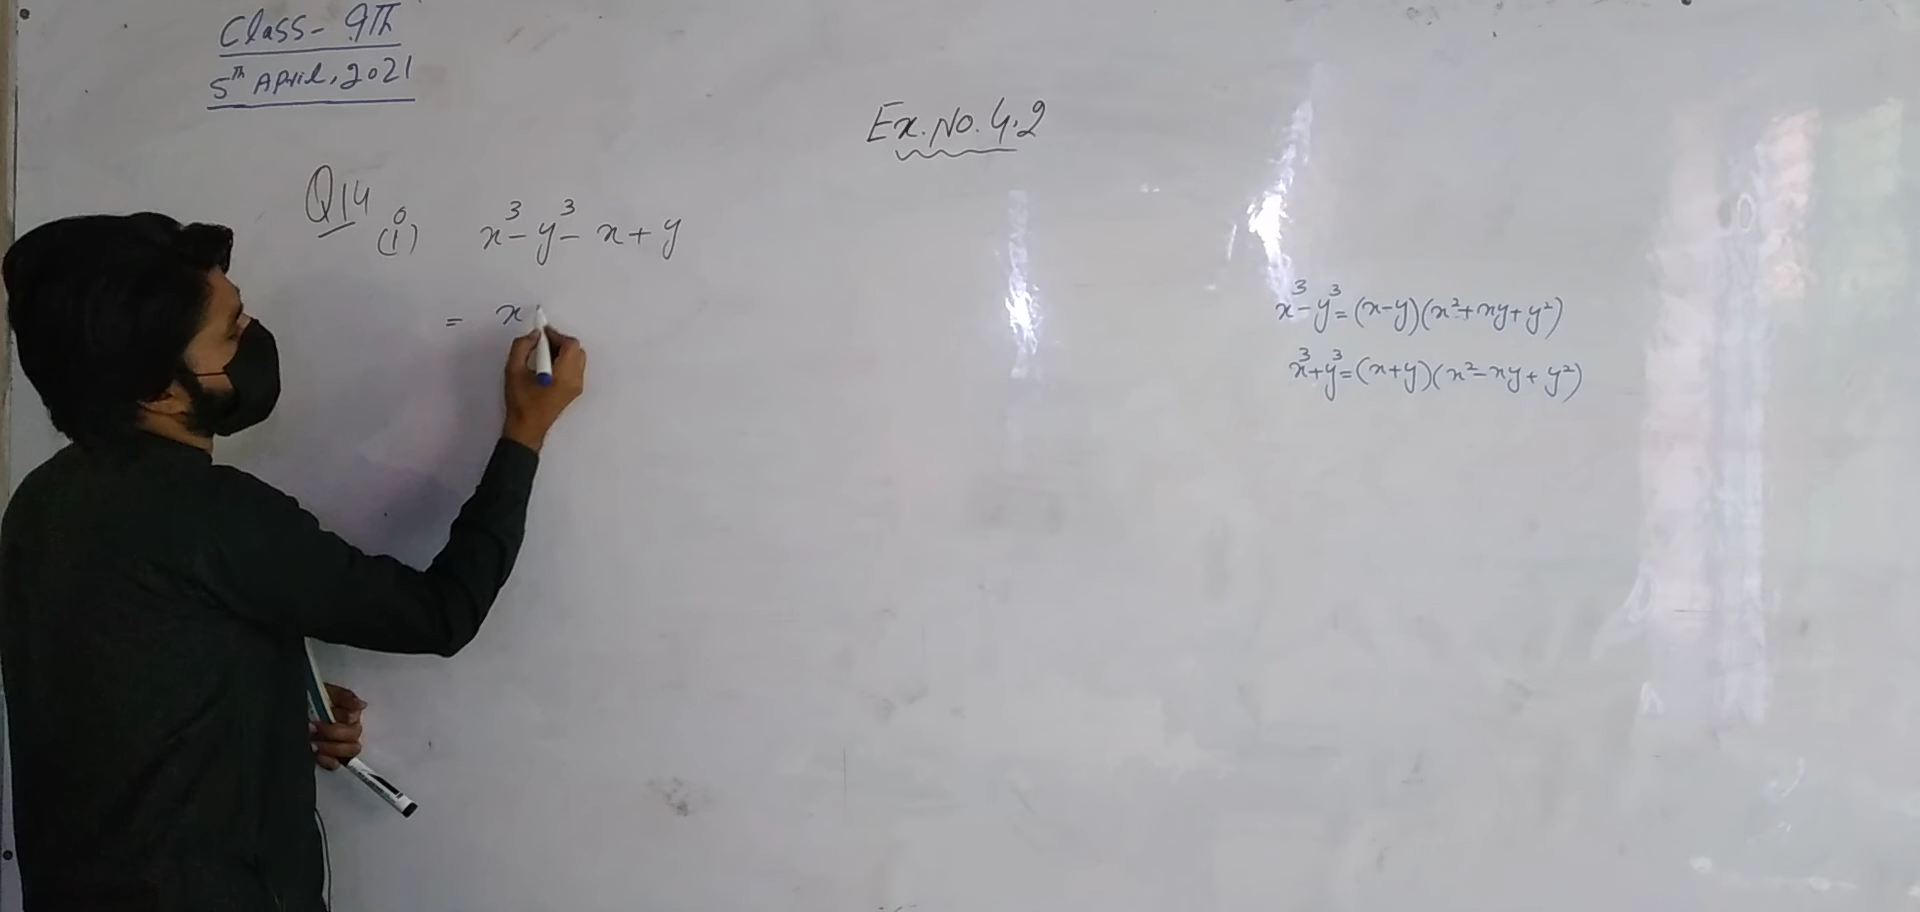 Class - 9Th
5th April, 2021
Ex. No. 4.2
Q14
(i) x³ - y³ - x + y
= x
x³ - y³ = (x - y)(x² + xy + y²)
x³ + y³ = (x + y)(x² - xy + y²)